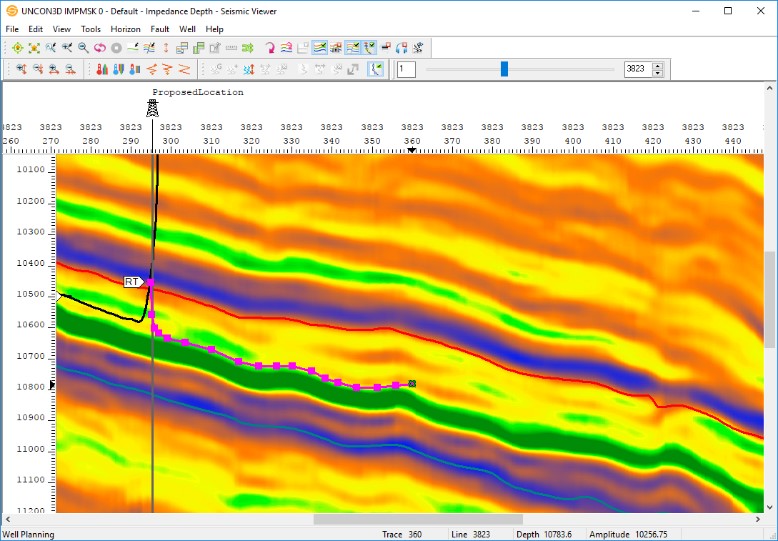 UNCON3D IMPMSK 0 - Default - Impedance Depth - Seismic Viewer
File Edit View Tools Horizon Fault Well Help
1 3823
ProposedLocation
3823 3823 3823 3823 3823 3823 3823 3823 3823 3823 3823 3823 3823 3823 3823 3823 3823 3823 3823
260 272 280 293 300 310 320 330 340 350 360 370 380 390 400 410 420 430 440
10100
10200
10300
10400
RT
10500
10600
10700
10800
10900
11000
11100
11200
Well Planning Trace 360 Line 3823 Depth 10783.6 Amplitude 10256.75